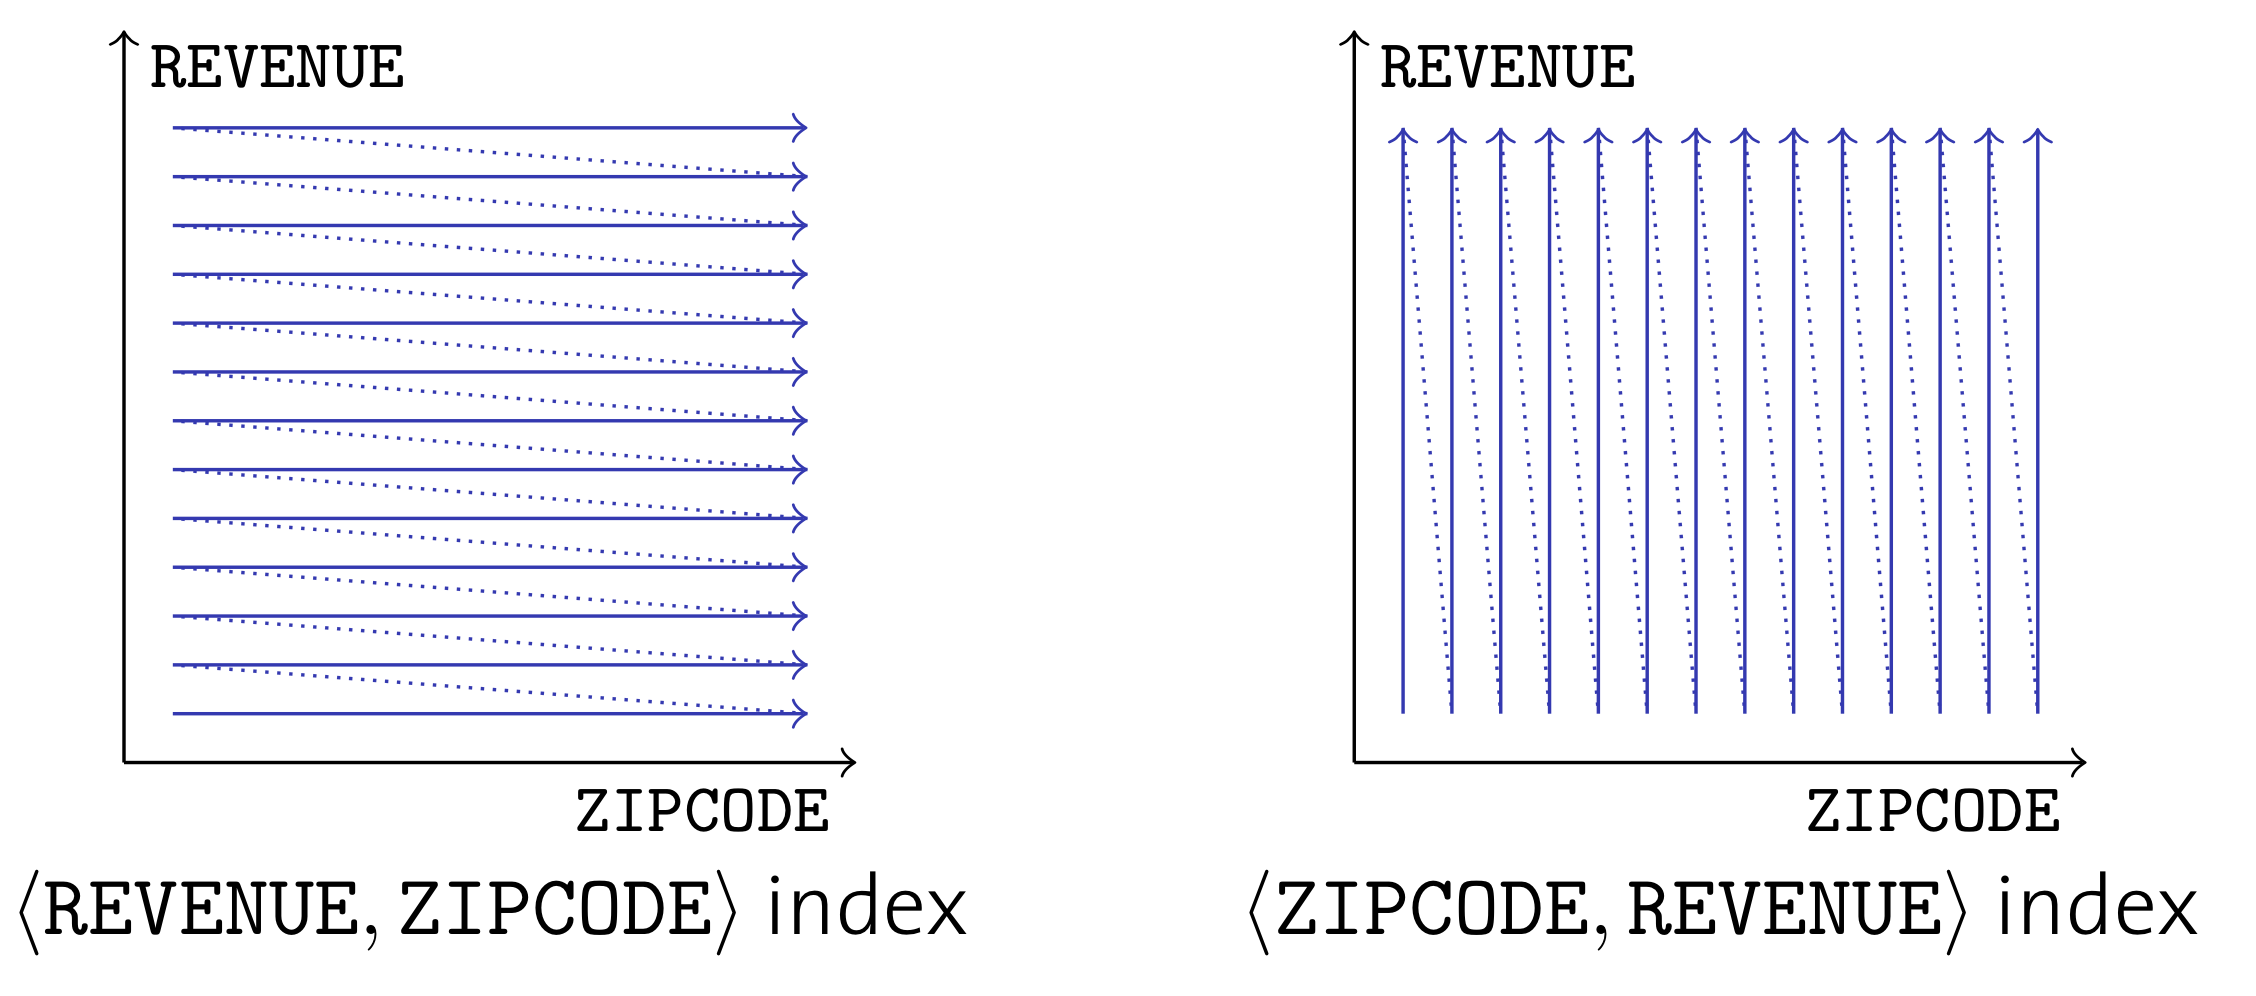 REVENUE
ZIPCODE
⟨REVENUE, ZIPCODE⟩ index
REVENUE
ZIPCODE
⟨ZIPCODE, REVENUE⟩ index